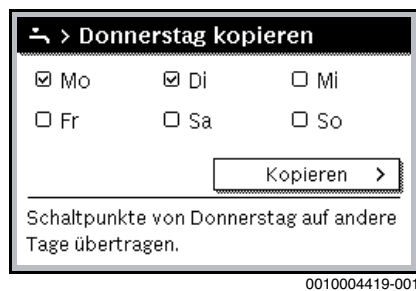 > Donnerstag kopieren
Mo Di Mi
Fr Sa So
Kopieren >
Schaltpunkte von Donnerstag auf andere
Tage übertragen.
0010004419-001